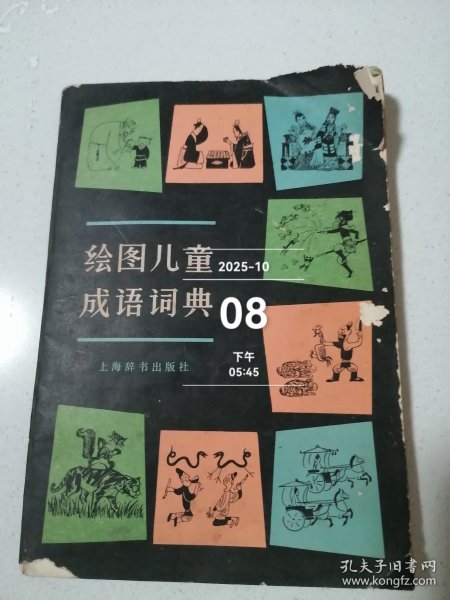 绘图儿童
成语词典
上海辞书出版社
2025-10
08
下午
05:45
孔夫子旧书网
www.kongfz.com